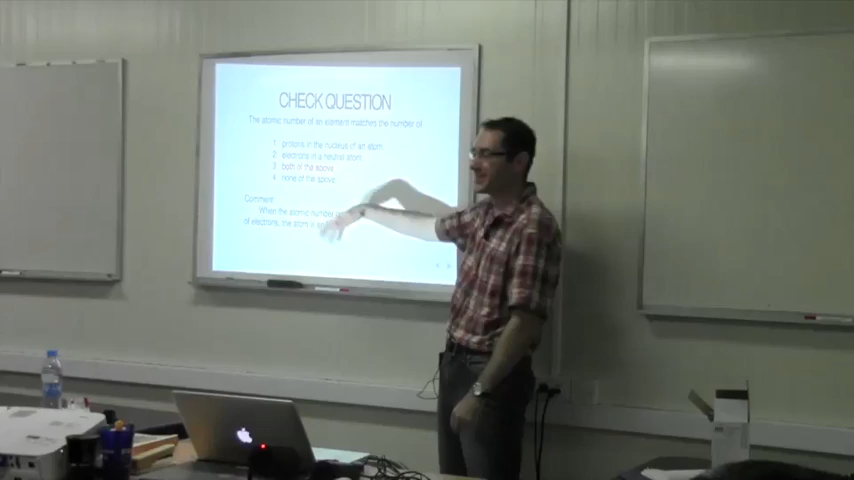 CHECK QUESTION
The atomic number of an element matches the number of
1 protons in the nucleus of an atom.
2 electrons in a neutral atom.
3 both of the above.
4 none of the above.
Comment:
When the atomic number
of electrons, the atom is